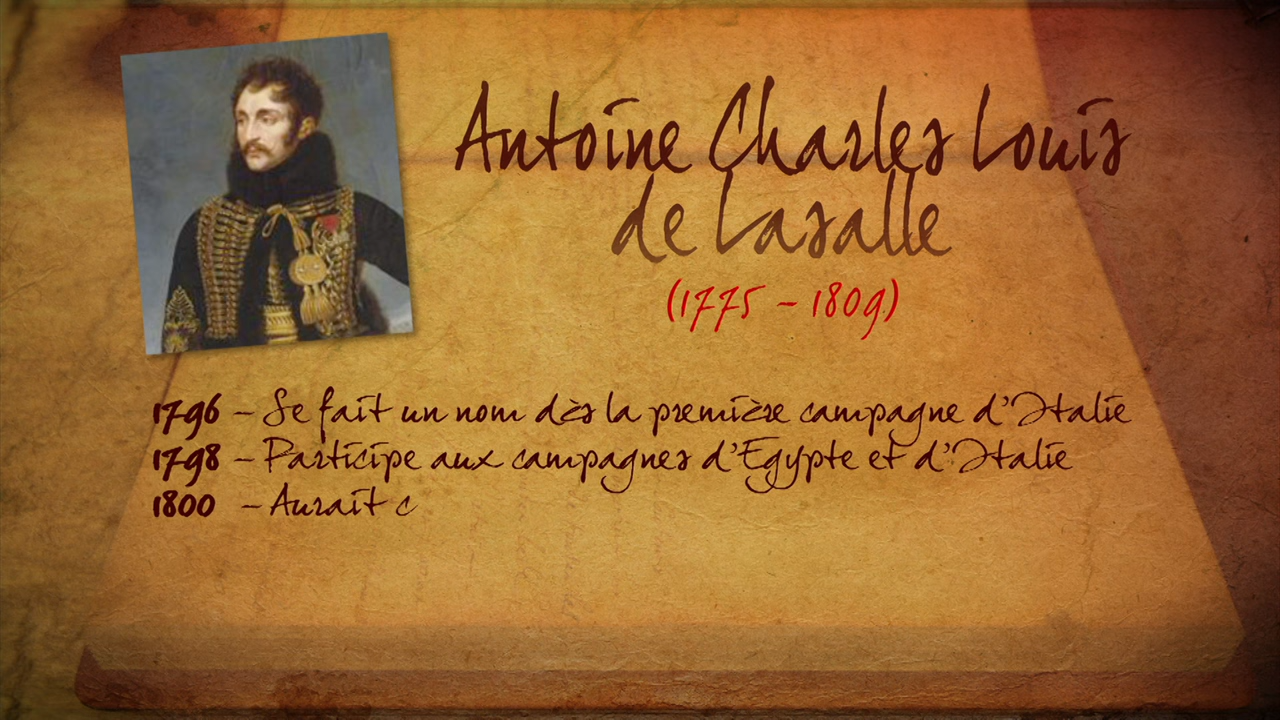 Antoine Charles Louis
de Lasalle
(1775 - 1809)
1796 - Se fait un nom dès la première campagne d'Italie
1798 - Participe aux campagnes d'Egypte et d'Italie
1800 - Aurait c